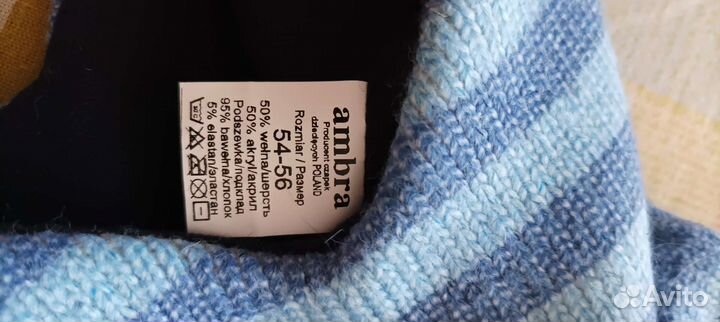 ambra
Producent czapek
dziecięcych POLAND
Rozmiar / Размер
54-56
50% wełna/шерсть
50% akryl/акрил
Podszewka/подклад
95% bawełna/хлопок
5% elastan/эластан
Avito